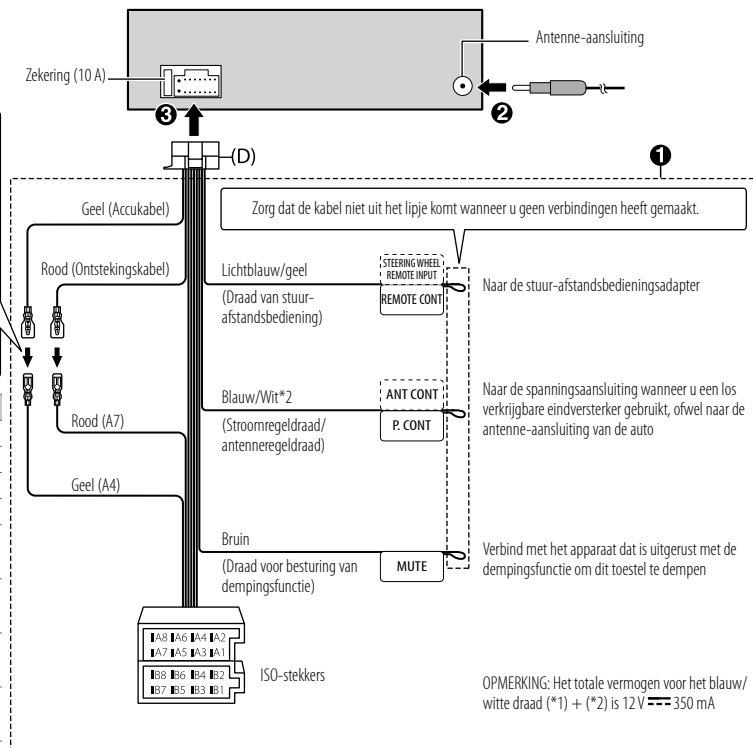 Antenne-aansluiting
Zekering (10 A)
❸
❷
(D)
❶
Geel (Accukabel)
Zorg dat de kabel niet uit het lipje komt wanneer u geen verbindingen heeft gemaakt.
Rood (Ontstekingskabel)
Lichtblauw/geel
(Draad van stuur-
afstandsbediening)
STEERING WHEEL
REMOTE INPUT
REMOTE CONT
Naar de stuur-afstandsbedieningsadapter
Blauw/Wit*2
(Stroomregeldraad/
antenneregeldraad)
ANT CONT
P. CONT
Naar de spanningsaansluiting wanneer u een los
verkrijgbare eindversterker gebruikt, ofwel naar de
antenne-aansluiting van de auto
Rood (A7)
Geel (A4)
Bruin
(Draad voor besturing van
dempingsfunctie)
MUTE
Verbind met het apparaat dat is uitgerust met de
dempingsfunctie om dit toestel te dempen
A8 A6 A4 A2
A7 A5 A3 A1
B8 B6 B4 B2
B7 B5 B3 B1
ISO-stekkers
OPMERKING: Het totale vermogen voor het blauw/
witte draad (*1) + (*2) is 12 V ⎓ 350 mA